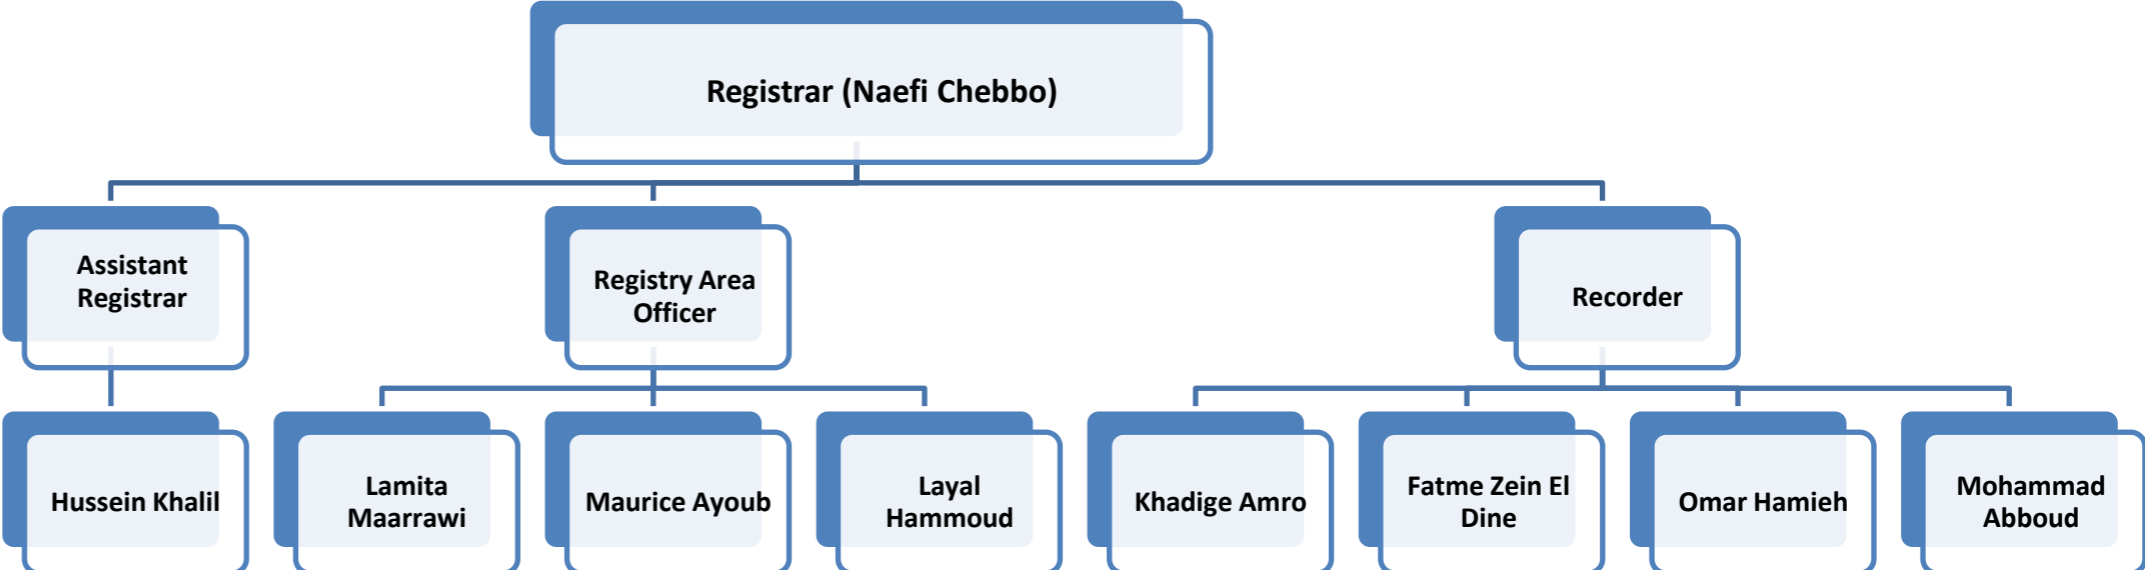 Registrar (Naefi Chebbo)
Assistant
Registrar
Registry Area
Officer
Recorder
Hussein Khalil
Lamita
Maarrawi
Maurice Ayoub
Layal
Hammoud
Khadige Amro
Fatme Zein El
Dine
Omar Hamieh
Mohammad
Abboud